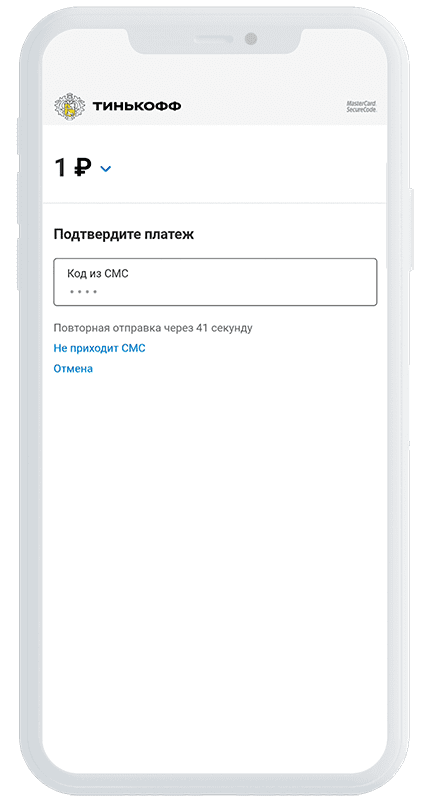 ТИНЬКОФФ
MasterCard
SecureCode.
1 ₽
Подтвердите платеж
Код из СМС
Повторная отправка через 41 секунду
Не приходит СМС
Отмена